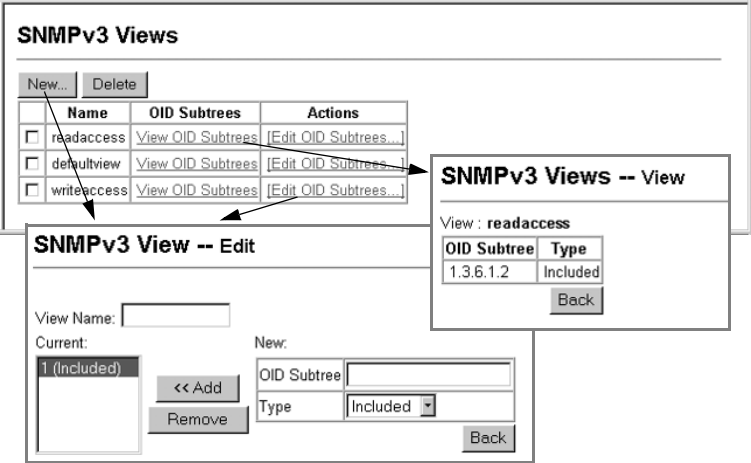 SNMPv3 Views
New... Delete
Name OID Subtrees Actions
readaccess View OID Subtrees [Edit OID Subtrees...]
defaultview View OID Subtrees [Edit OID Subtrees...]
writeaccess View OID Subtrees [Edit OID Subtrees...]
SNMPv3 Views -- View
View : readaccess
OID Subtree Type
1.3.6.1.2 Included
Back
SNMPv3 View -- Edit
View Name:
Current:
1 (Included)
<< Add
Remove
New:
OID Subtree
Type Included
Back